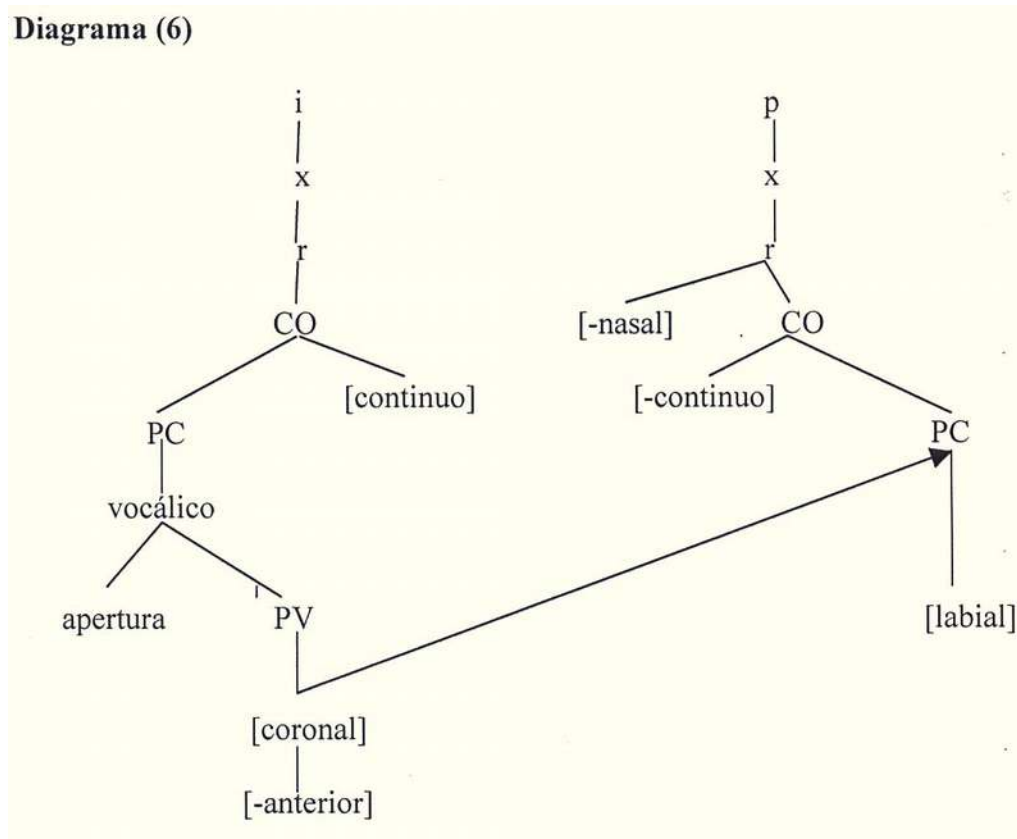 Diagrama (6)
i p
x x
r r
CO [-nasal] CO
[continuo] [-continuo]
PC PC
vocálico
apertura PV [labial]
[coronal]
[-anterior]